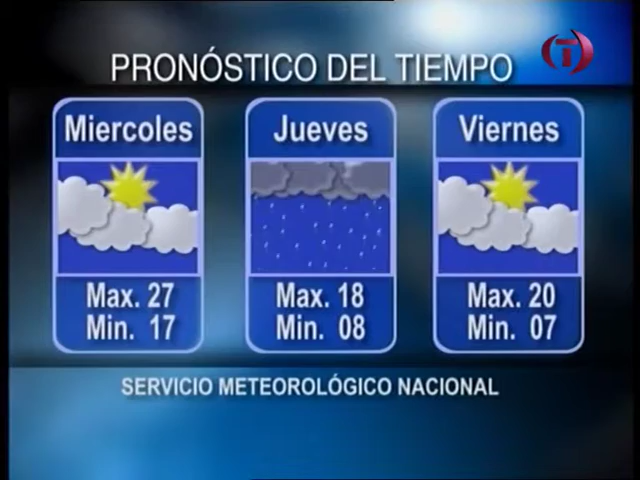 PRONÓSTICO DEL TIEMPO
Miercoles
Max. 27
Min. 17
Jueves
Max. 18
Min. 08
Viernes
Max. 20
Min. 07
SERVICIO METEOROLÓGICO NACIONAL